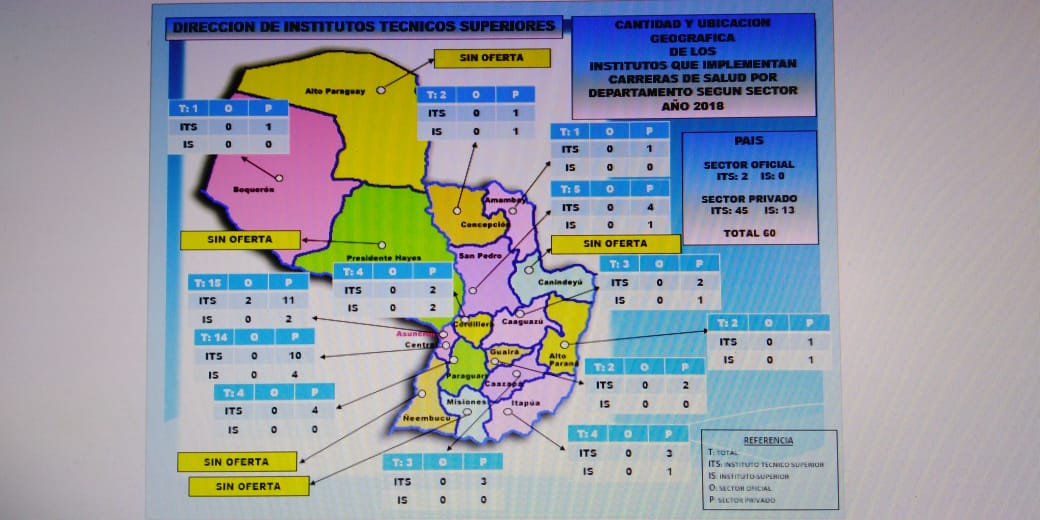 DIRECCION DE INSTITUTOS TECNICOS SUPERIORES
CANTIDAD Y UBICACION
GEOGRAFICA
DE LOS
INSTITUTOS QUE IMPLEMENTAN
CARRERAS DE SALUD POR
DEPARTAMENTO SEGUN SECTOR
AÑO 2018
SIN OFERTA
Alto Paraguay
T: 1 O P
ITS 0 1
IS 0 0
T: 2 O P
ITS 0 1
IS 0 1
T: 1 O P
ITS 0 1
IS 0 0
PAIS
SECTOR OFICIAL
ITS: 2 IS: 0
SECTOR PRIVADO
ITS: 45 IS: 13
TOTAL 60
Boquerón
T: 5 O P
ITS 0 4
IS 0 1
Amambay
Concepción
SIN OFERTA
SIN OFERTA
Presidente Hayes
San Pedro
Canindeyú
T: 3 O P
ITS 0 2
IS 0 1
T: 4 O P
ITS 0 2
IS 0 2
T: 15 O P
ITS 2 11
IS 0 2
Cordillera
Caaguazú
Asunción
Central
T: 14 O P
ITS 0 10
IS 0 4
T: 2 O P
ITS 0 1
IS 0 1
Guairá
Alto
Paraná
Paraguarí
Caazapá
T: 2 O P
ITS 0 2
IS 0 0
T: 4 O P
ITS 0 4
IS 0 0
Misiones
Itapúa
Ñeembucú
T: 4 O P
ITS 0 3
IS 0 1
SIN OFERTA
SIN OFERTA
T: 3 O P
ITS 0 3
IS 0 0
REFERENCIA
T: TOTAL
ITS: INSTITUTO TÉCNICO SUPERIOR
IS: INSTITUTO SUPERIOR
O: SECTOR OFICIAL
P: SECTOR PRIVADO